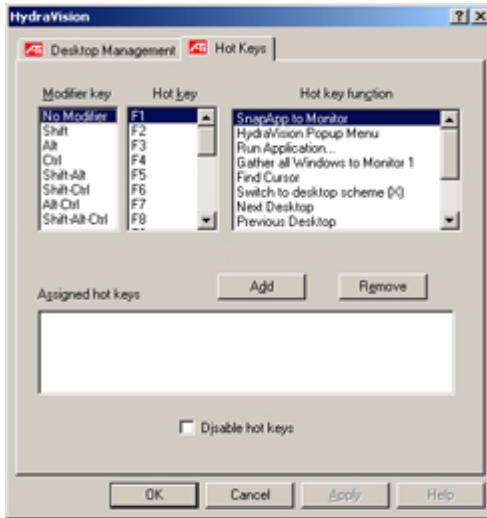 HydraVision
ATI Desktop Management
ATI Hot Keys
Modifier key
No Modifier
Shift
Alt
Ctrl
Shift-Alt
Shift-Ctrl
Alt-Ctrl
Shift-Alt-Ctrl
Hot key
F1
F2
F3
F4
F5
F6
F7
F8
Hot key function
SnapApp to Monitor
HydraVision Popup Menu
Run Application...
Gather all Windows to Monitor 1
Find Cursor
Switch to desktop scheme (X)
Next Desktop
Previous Desktop
Assigned hot keys
Add
Remove
Disable hot keys
OK
Cancel
Apply
Help